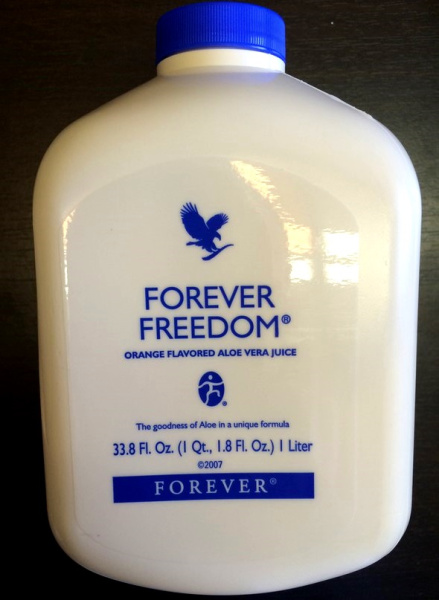 FOREVER
FREEDOM®
ORANGE FLAVORED ALOE VERA JUICE
®
The goodness of Aloe in a unique formula
33.8 Fl. Oz. (1 Qt., 1.8 Fl. Oz.) 1 Liter
©2007
FOREVER®